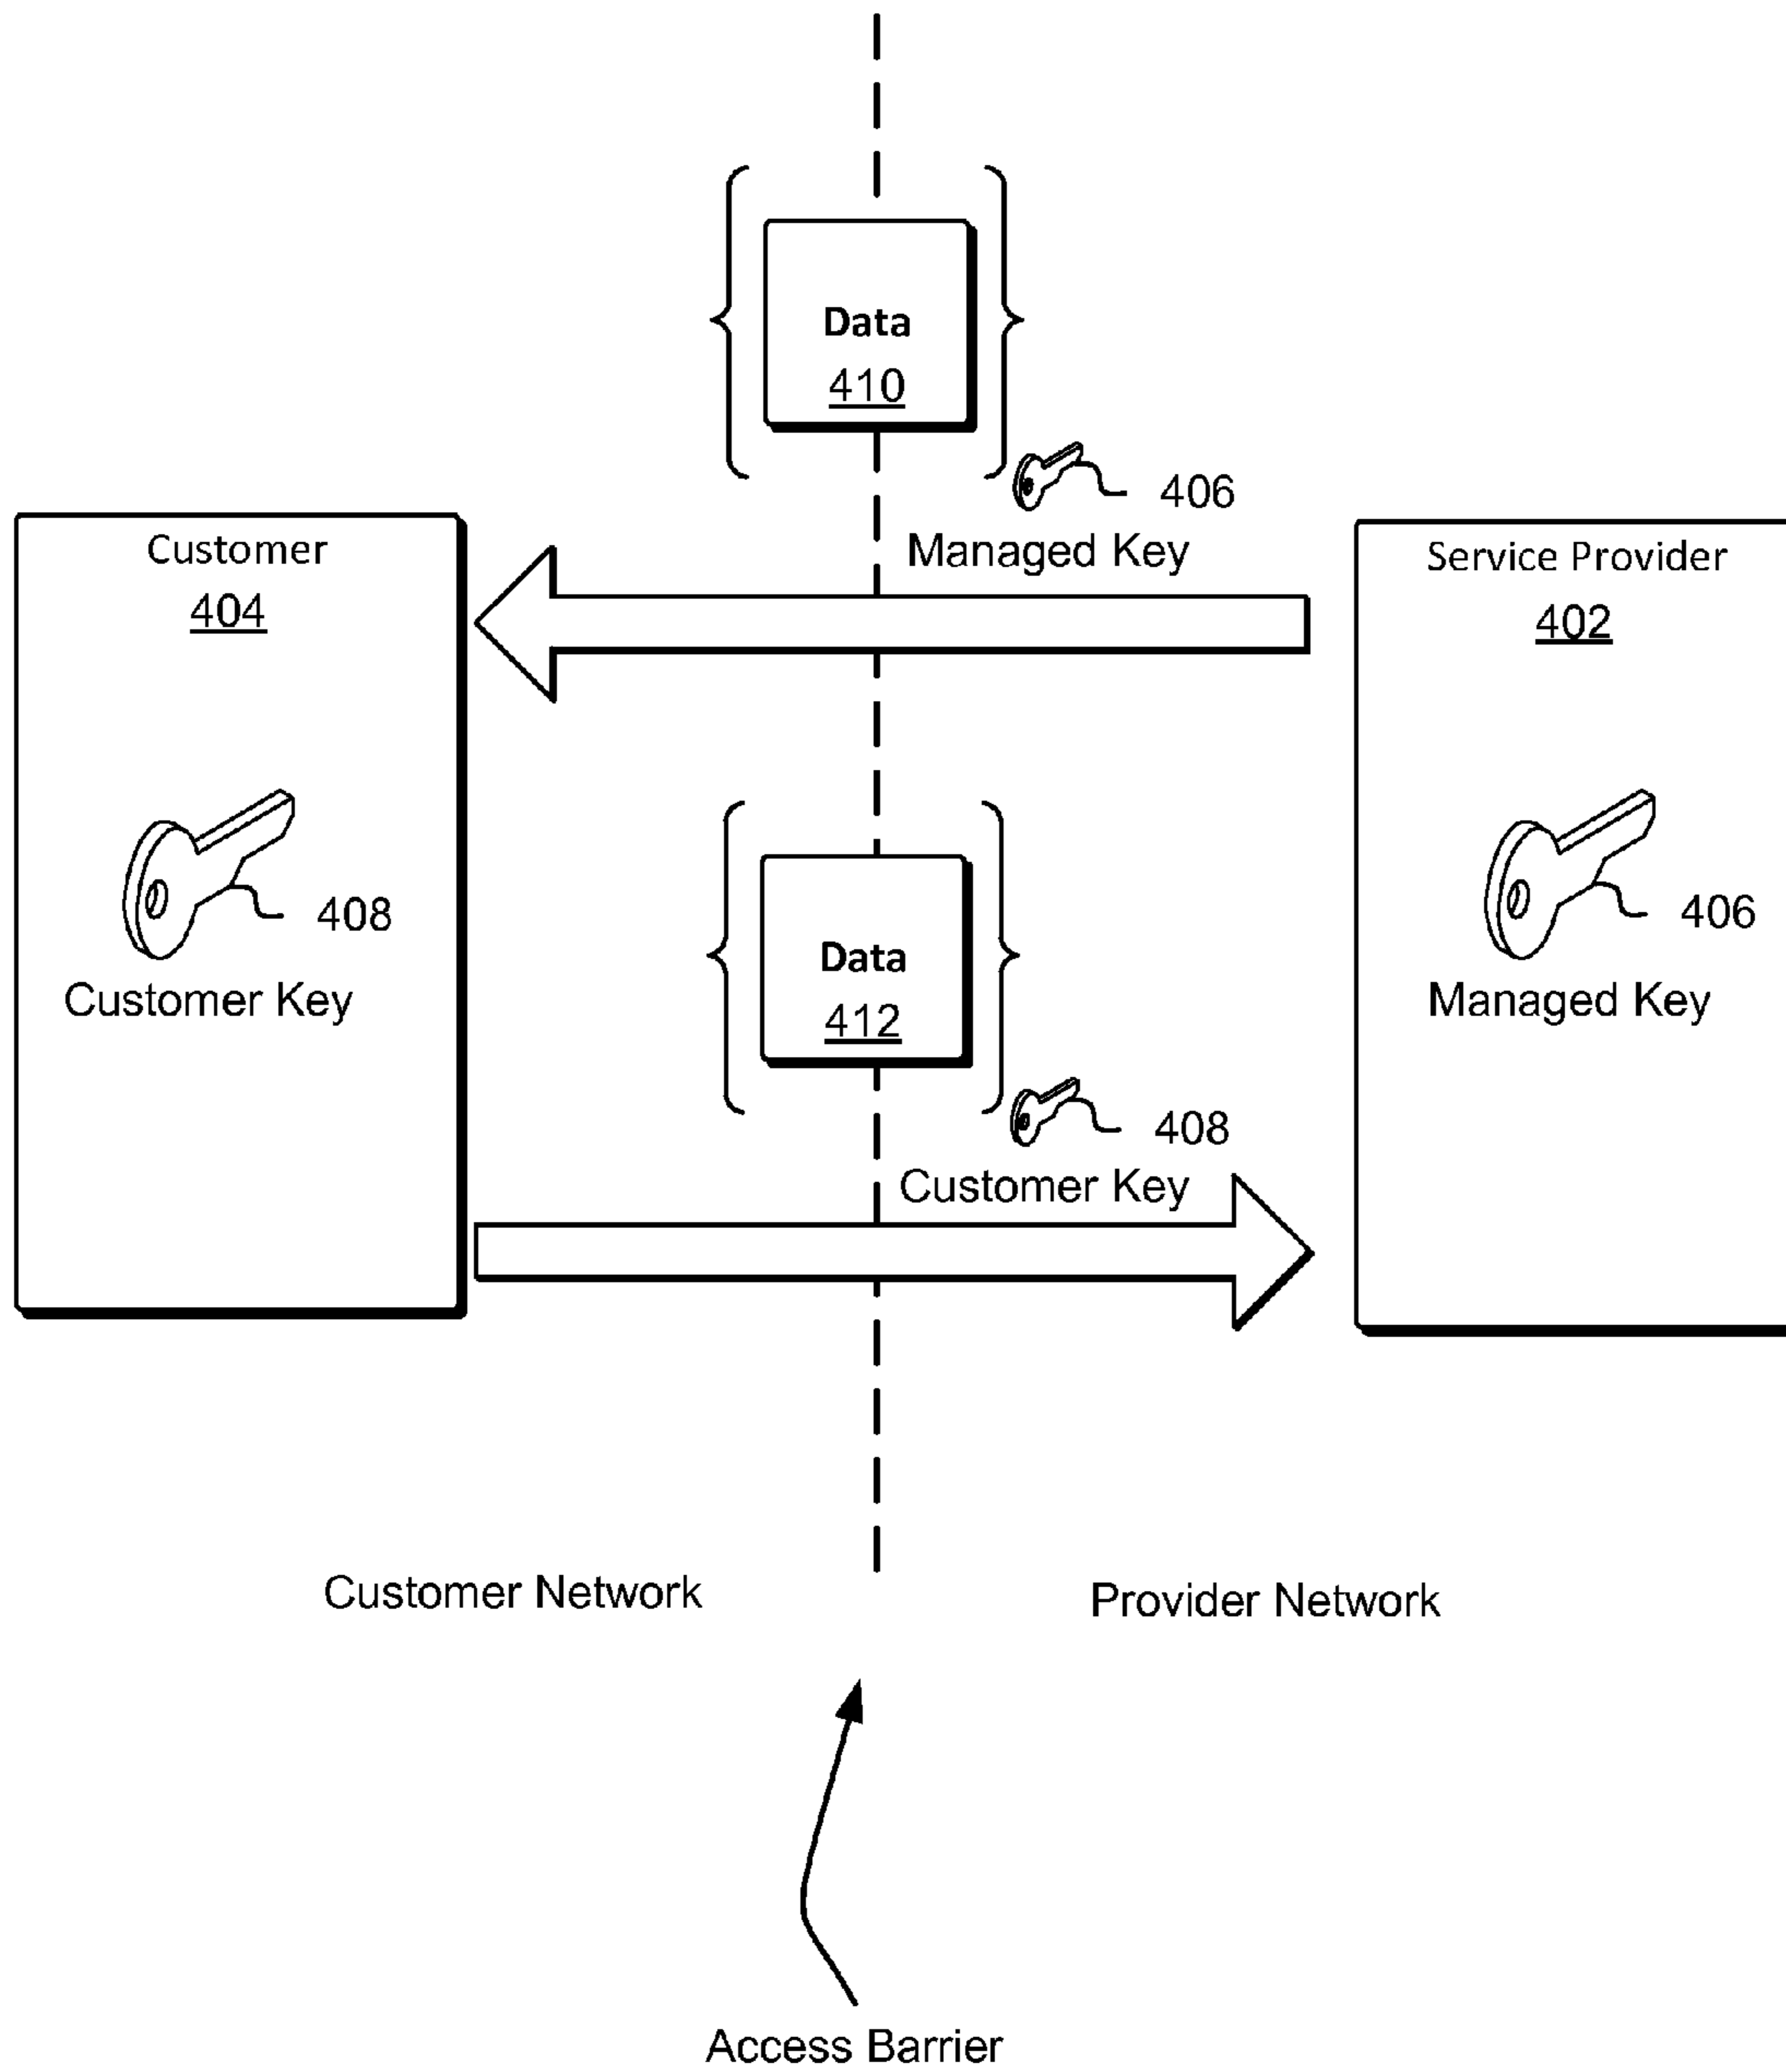 Data
410
406
Managed Key
Customer
404
Service Provider
402
408
Customer Key
Data
412
406
Managed Key
408
Customer Key
Customer Network
Provider Network
Access Barrier